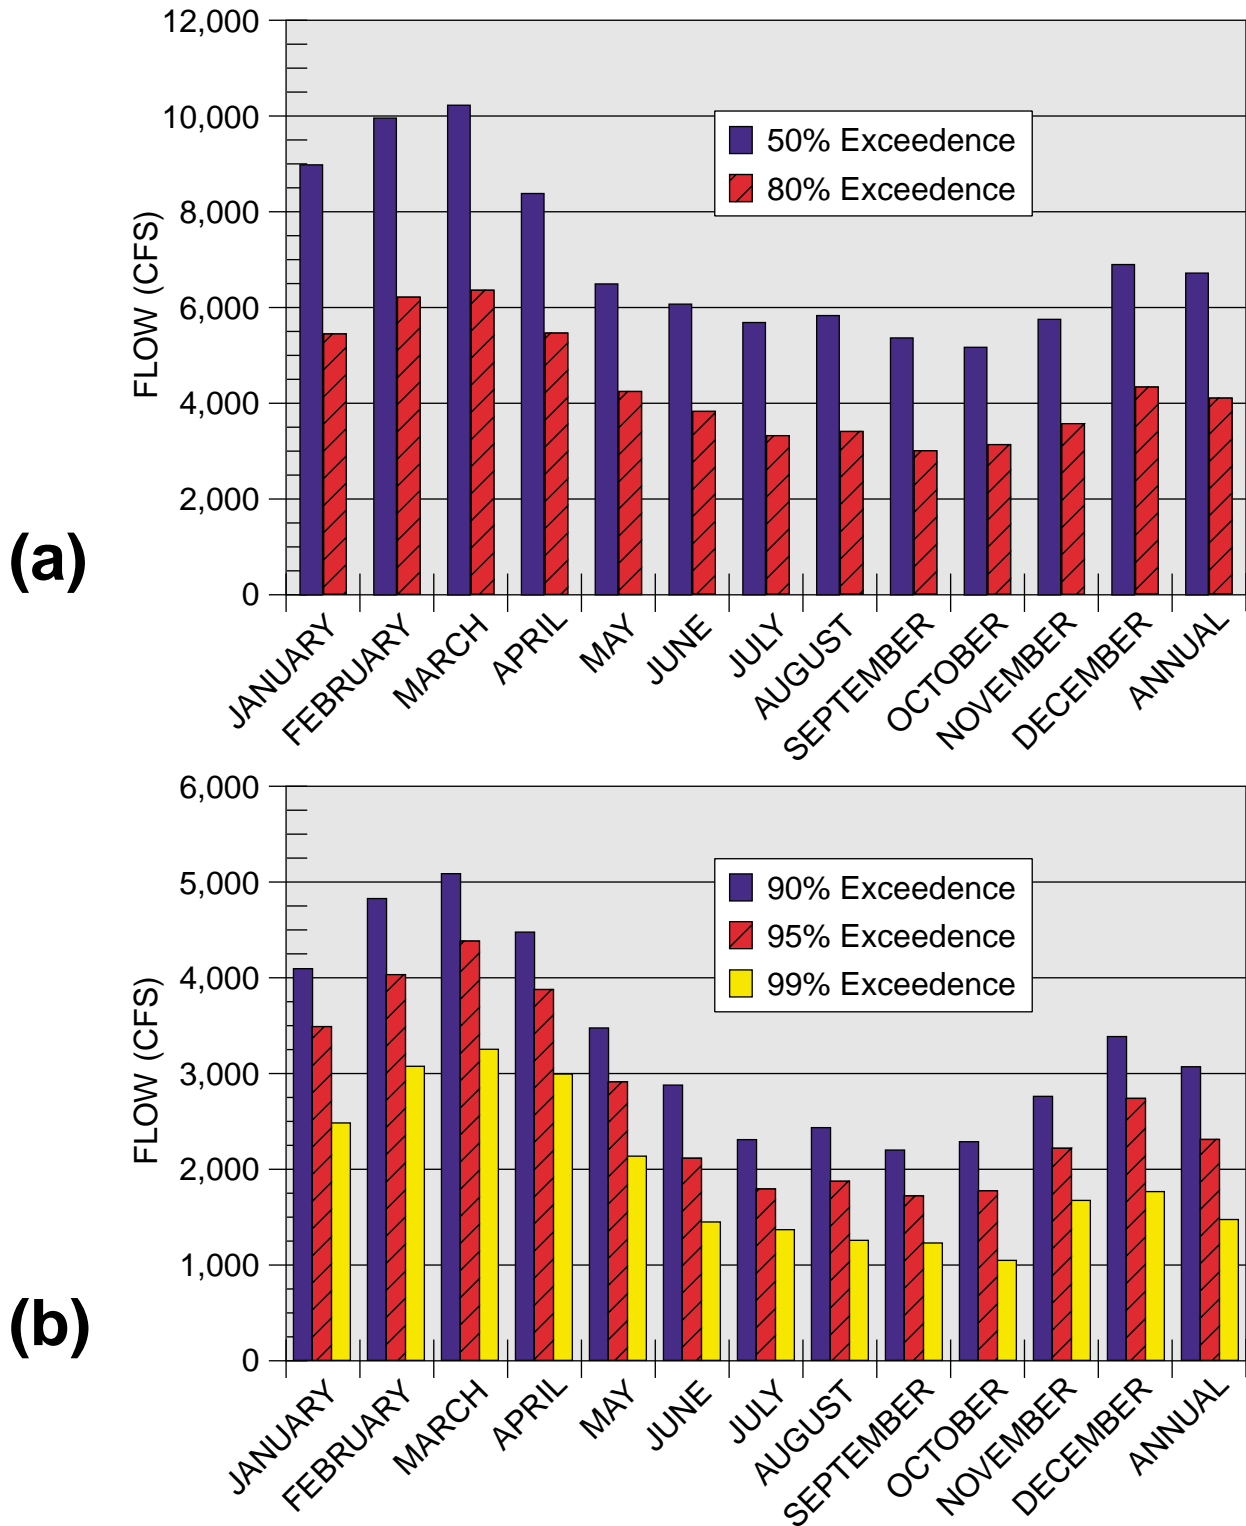 12,000
10,000
8,000
6,000
4,000
2,000
0
FLOW (CFS)
50% Exceedence
80% Exceedence
(a)
JANUARY
FEBRUARY
MARCH
APRIL
MAY
JUNE
JULY
AUGUST
SEPTEMBER
OCTOBER
NOVEMBER
DECEMBER
ANNUAL
6,000
5,000
4,000
3,000
2,000
1,000
0
FLOW (CFS)
90% Exceedence
95% Exceedence
99% Exceedence
(b)
JANUARY
FEBRUARY
MARCH
APRIL
MAY
JUNE
JULY
AUGUST
SEPTEMBER
OCTOBER
NOVEMBER
DECEMBER
ANNUAL